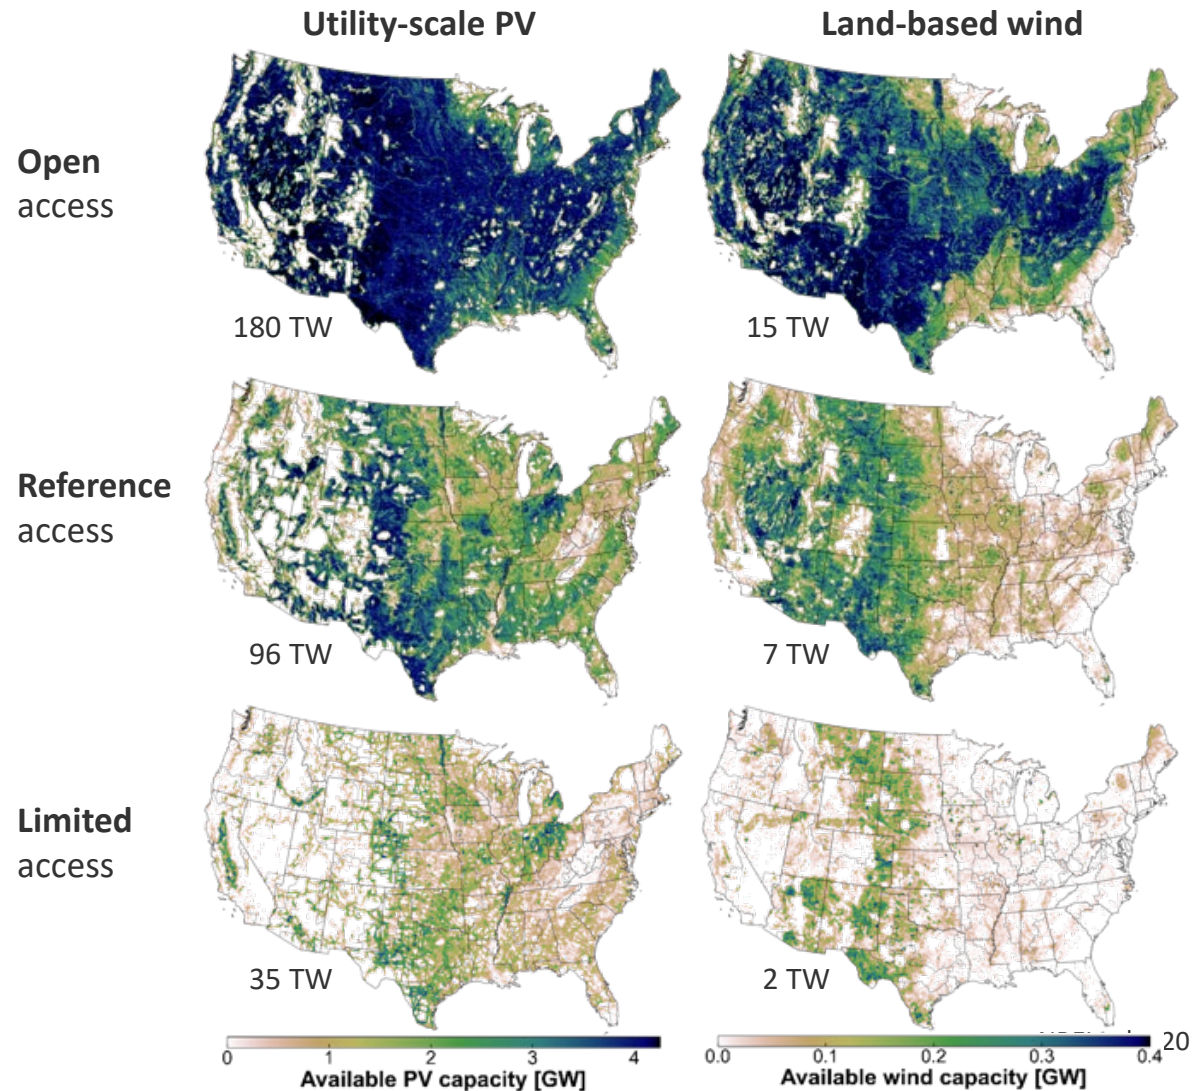 Utility-scale PV
Land-based wind
Open
access
180 TW
15 TW
Reference
access
96 TW
7 TW
Limited
access
35 TW
2 TW
20
0 1 2 3 4
0.0 0.1 0.2 0.3 0.4
Available PV capacity [GW]
Available wind capacity [GW]